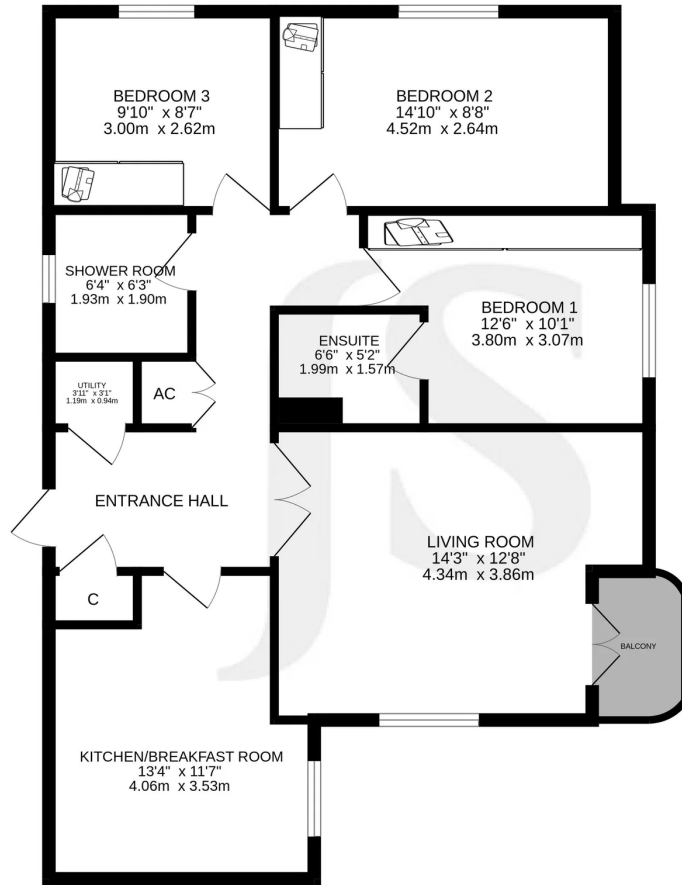 BEDROOM 3
9'10" x 8'7"
3.00m x 2.62m
BEDROOM 2
14'10" x 8'8"
4.52m x 2.64m
SHOWER ROOM
6'4" x 6'3"
1.93m x 1.90m
BEDROOM 1
12'6" x 10'1"
3.80m x 3.07m
ENSUITE
6'6" x 5'2"
1.99m x 1.57m
UTILITY
3'11" x 3'1"
1.19m x 0.94m
AC
ENTRANCE HALL
LIVING ROOM
14'3" x 12'8"
4.34m x 3.86m
C
BALCONY
KITCHEN/BREAKFAST ROOM
13'4" x 11'7"
4.06m x 3.53m
JS